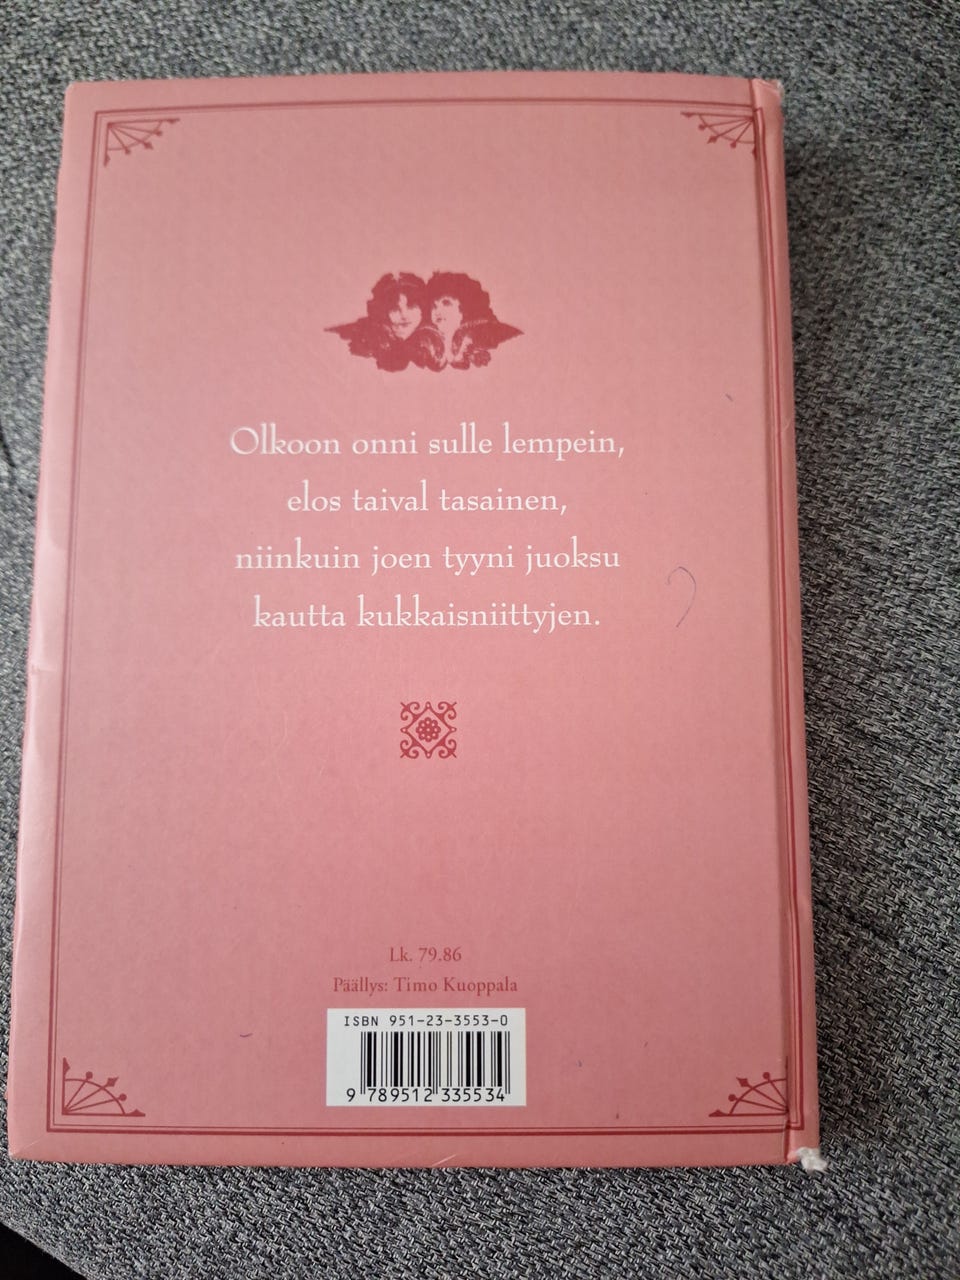 Olkoon onni sulle lempein,
elos taival tasainen,
niinkuin joen tyyni juoksu
kautta kukkaisniittyjen.
Lk. 79.86
Päällys: Timo Kuoppala
ISBN 951-23-3553-0
9 789512 335534